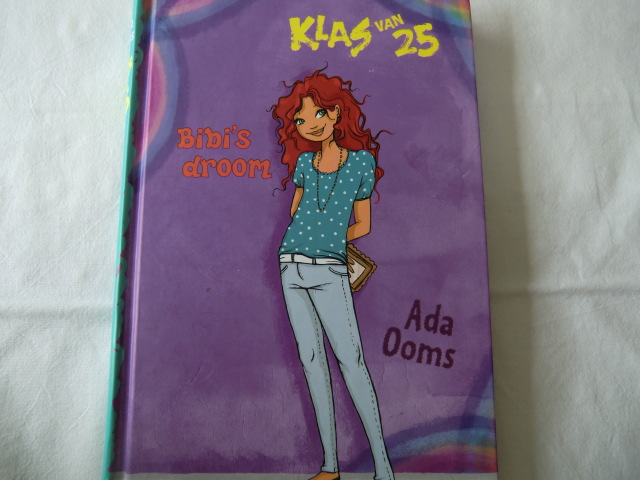 KLAS VAN 25
Bibi's
droom
Ada
Ooms